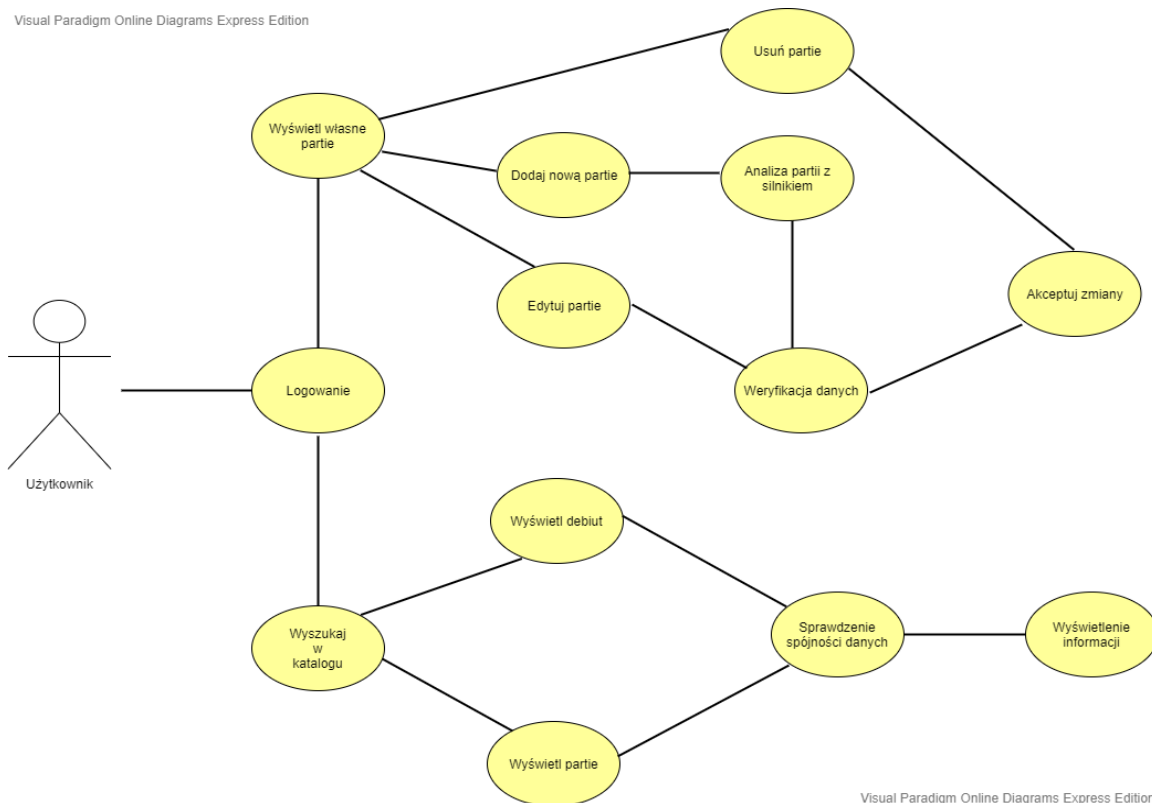 Visual Paradigm Online Diagrams Express Edition
Usuń partie
Wyświetl własne
partie
Dodaj nową partie
Analiza partii z
silnikiem
Edytuj partie
Akceptuj zmiany
Logowanie
Weryfikacja danych
Użytkownik
Wyświetl debiut
Wyszukaj
w
katalogu
Sprawdzenie
spójności danych
Wyświetlenie
informacji
Wyświetl partie
Visual Paradigm Online Diagrams Express Edition